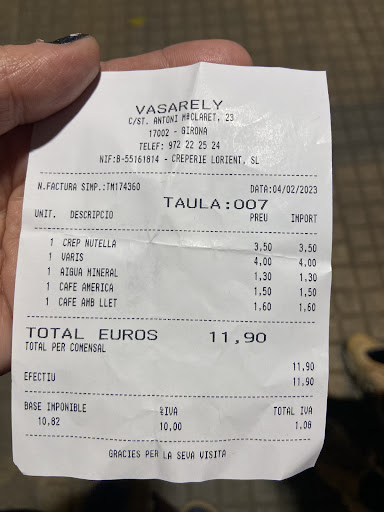 VASARELY
C/ST. ANTONI MªCLARET, 23
17002 - GIRONA
TELEF: 972 22 25 24
NIF:B-55161814 - CREPERIE LORIENT, SL
N.FACTURA SIMP.:TM174360 DATA:04/02/2023
TAULA:007
UNIT. DESCRIPCIO PREU IMPORT
1 CREP NUTELLA 3,50 3,50
1 VARIS 4,00 4,00
1 AIGUA MINERAL 1,30 1,30
1 CAFE AMERICA 1,50 1,50
1 CAFE AMB LLET 1,60 1,60
TOTAL EUROS 11,90
TOTAL PER COMENSAL
11,90
EFECTIU 11,90
BASE IMPONIBLE %IVA TOTAL IVA
10,82 10,00 1,08
GRACIES PER LA SEVA VISITA